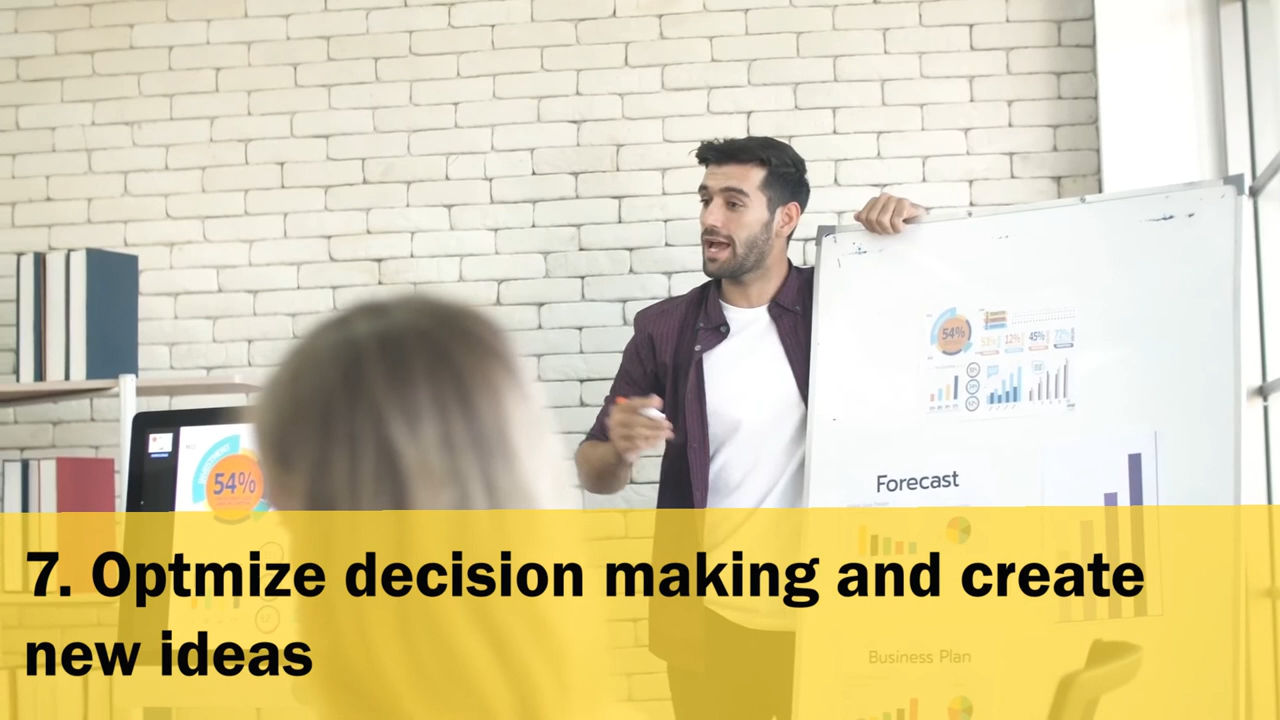 54%
53% 12% 45% 72%
54%
Forecast
7. Optmize decision making and create
new ideas
Business Plan